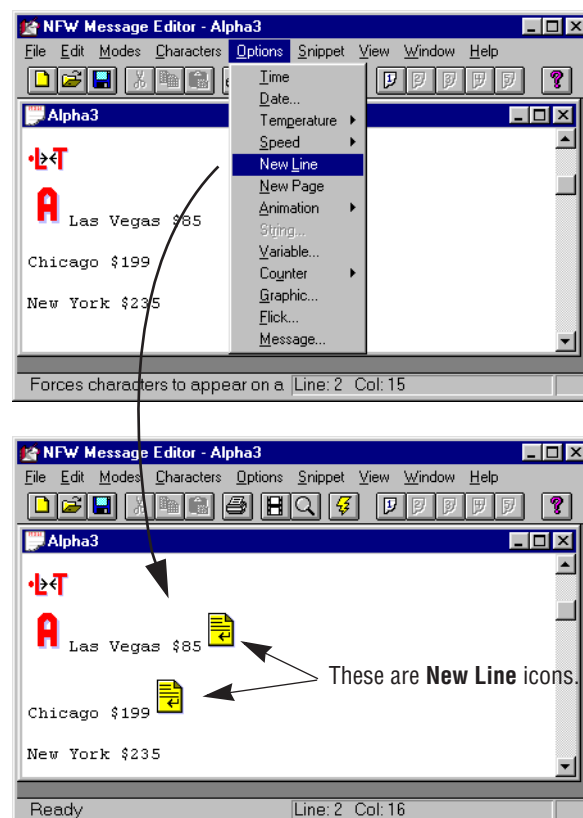 NFW Message Editor - Alpha3
File Edit Modes Characters Options Snippet View Window Help
Time
Date...
Temperature
Speed
New Line
New Page
Animation
String...
Variable...
Counter
Graphic...
Flick...
Message...
Alpha3
A Las Vegas $85
Chicago $199
New York $235
Forces characters to appear on a Line: 2 Col: 15
NFW Message Editor - Alpha3
File Edit Modes Characters Options Snippet View Window Help
Alpha3
A Las Vegas $85
These are New Line icons.
Chicago $199
New York $235
Ready Line: 2 Col: 16